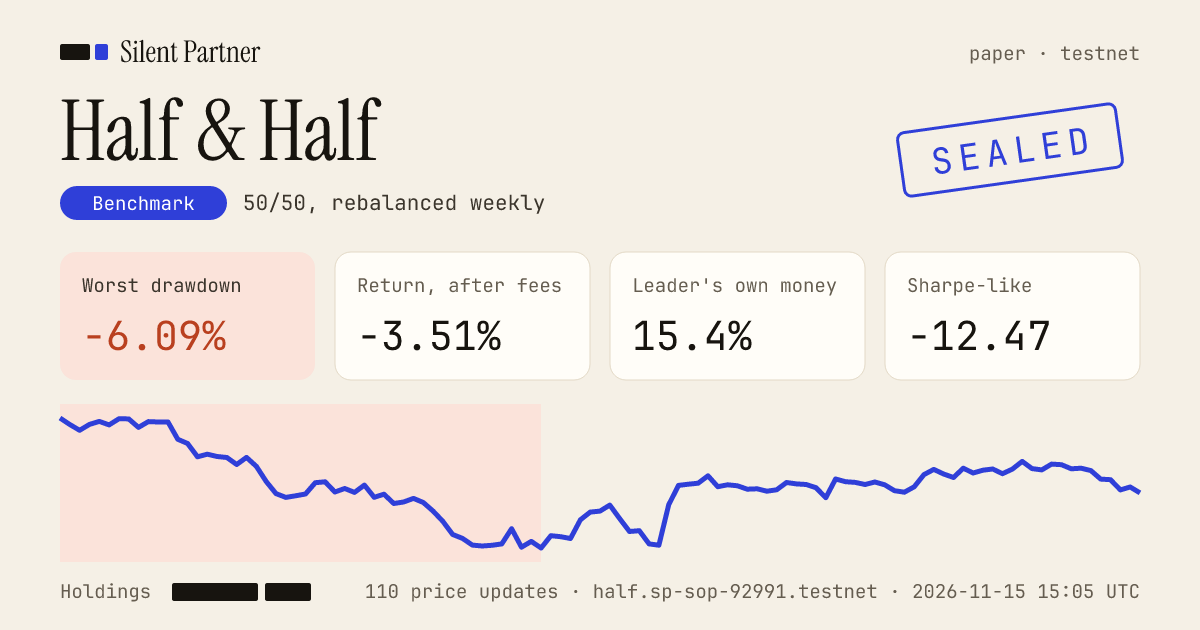 Silent Partner
paper · testnet
Half & Half
SEALED
Benchmark
50/50, rebalanced weekly
Worst drawdown
-6.09%
Return, after fees
-3.51%
Leader's own money
15.4%
Sharpe-like
-12.47
Holdings
110 price updates · half.sp-sop-92991.testnet · 2026-11-15 15:05 UTC